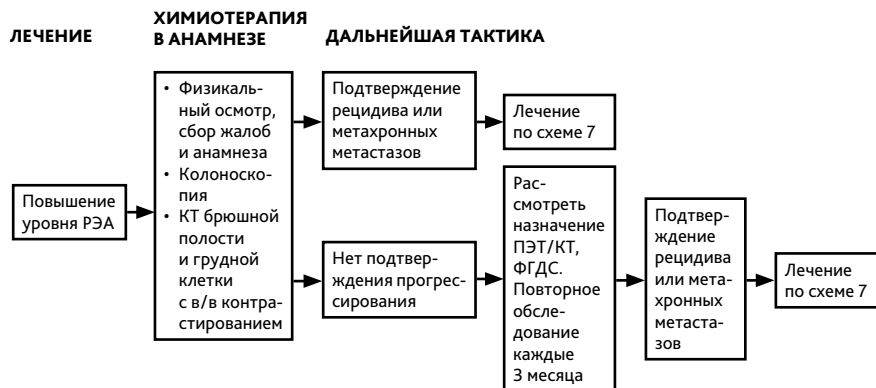 ЛЕЧЕНИЕ
ХИМИОТЕРАПИЯ
В АНАМНЕЗЕ
ДАЛЬНЕЙШАЯ ТАКТИКА
Повышение
уровня РЭА
• Физикаль-
ный осмотр,
сбор жалоб
и анамнеза
• Колоноско-
пия
• КТ брюшной
полости
и грудной
клетки
с в/в контра-
стированием
Подтверждение
рецидива или
метахронных
метастазов
Лечение
по схеме 7
Нет подтвер-
ждения прогрес-
сирования
Рас-
смотреть
назначение
ПЭТ/КТ,
ФГДС.
Повторное
обсле-
дование
каждые
3 месяца
Подтвер-
ждение
рецидива
или мета-
хронных
метаста-
зов
Лечение
по схеме 7